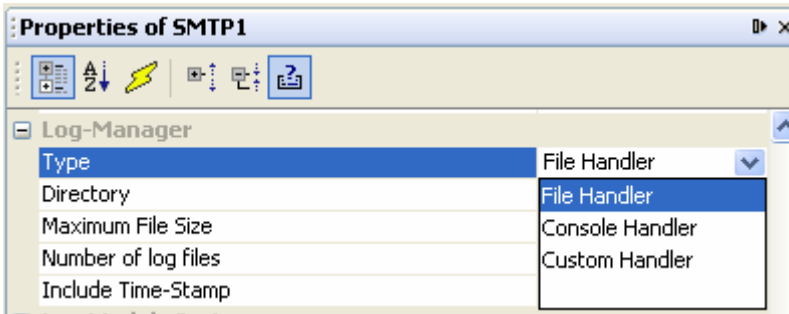 Properties of SMTP1
Log-Manager
Type File Handler
Directory File Handler
Maximum File Size Console Handler
Number of log files Custom Handler
Include Time-Stamp